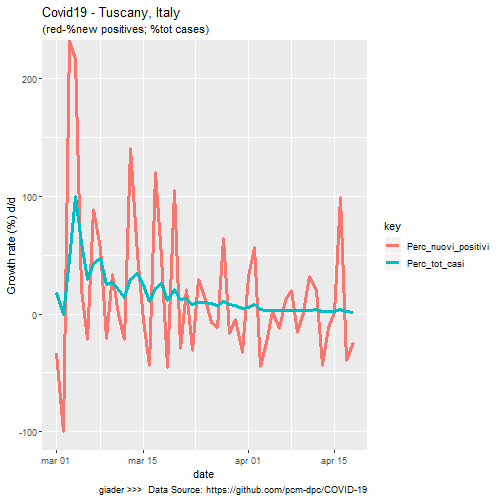 Covid19 - Tuscany, Italy
(red-%new positives; %tot cases)
Growth rate (%) d/d
200
100
0
-100
mar 01
mar 15
apr 01
apr 15
date
key
Perc_nuovi_positivi
Perc_tot_casi
giader >>>  Data Source: https://github.com/pcm-dpc/COVID-19